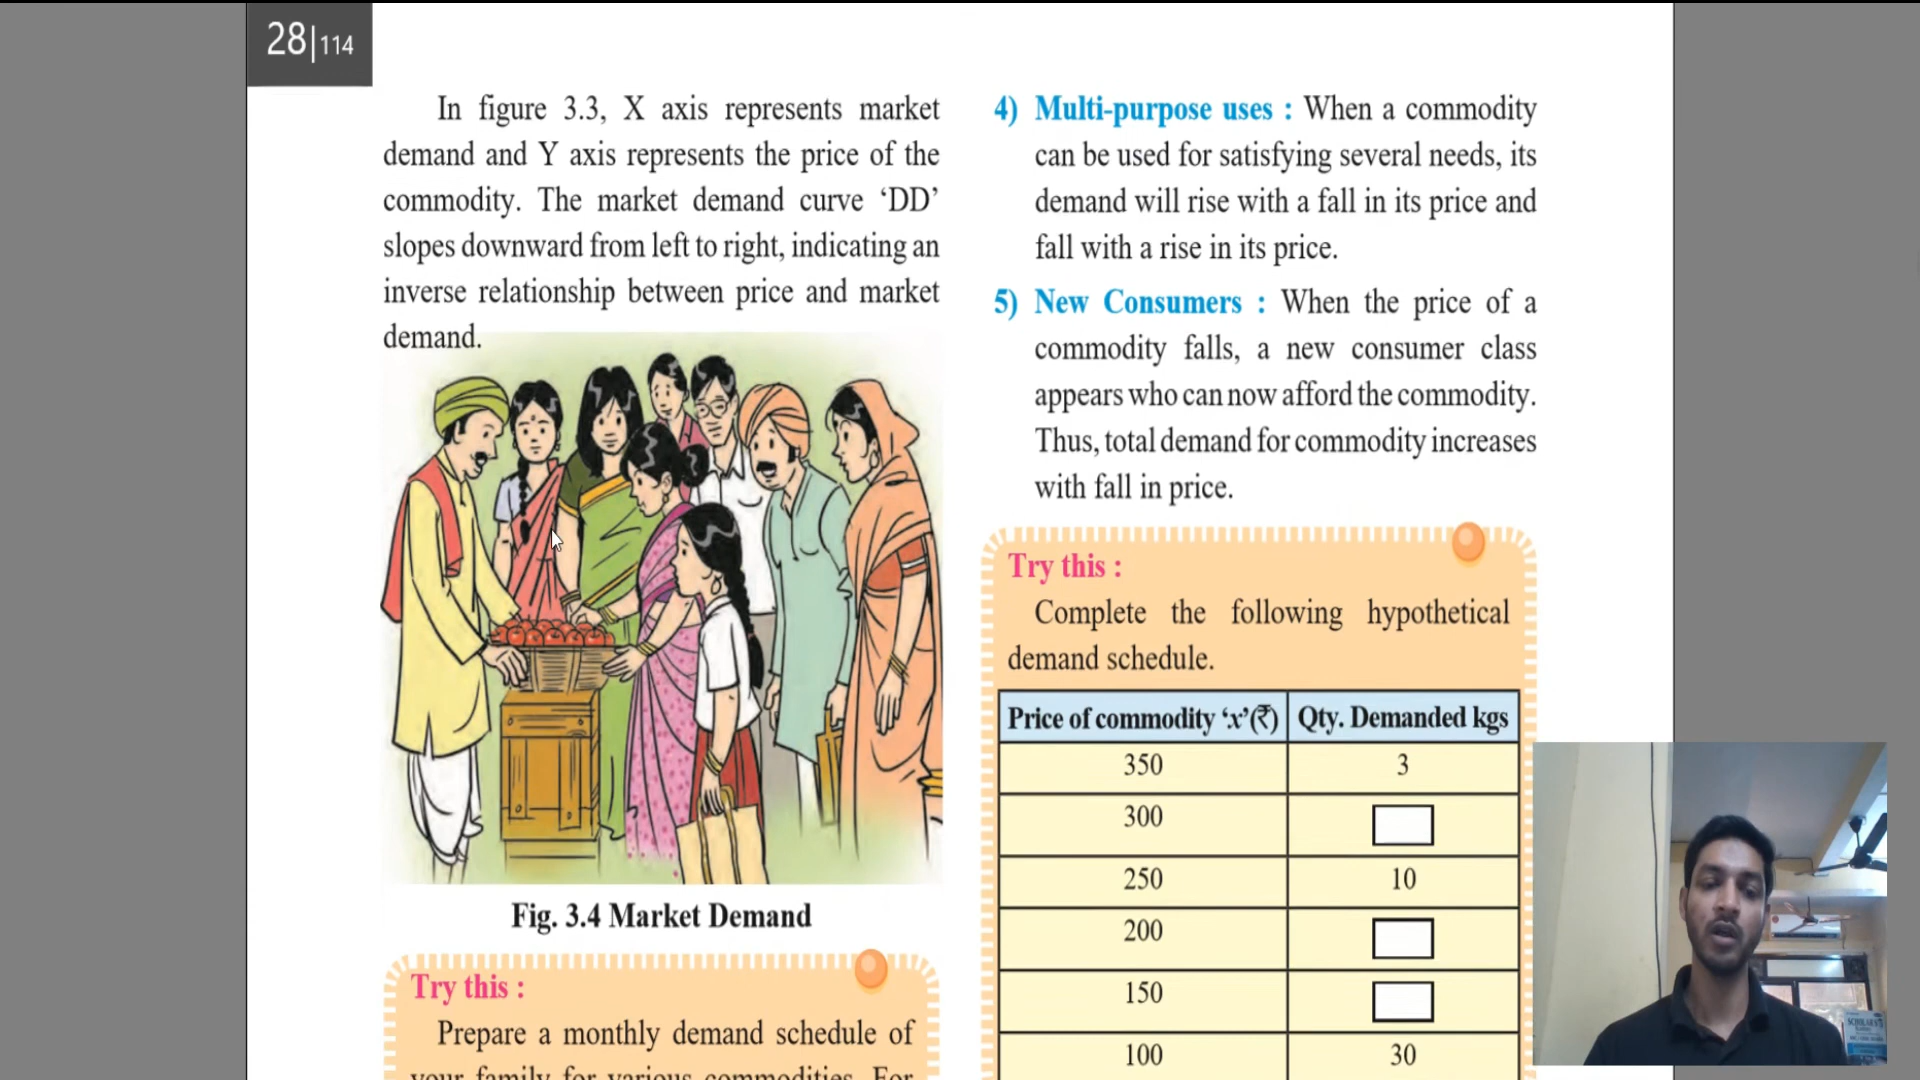 28|114
In figure 3.3, X axis represents market
demand and Y axis represents the price of the
commodity. The market demand curve ‘DD’
slopes downward from left to right, indicating an
inverse relationship between price and market
demand.
Fig. 3.4 Market Demand
Try this :
Prepare a monthly demand schedule of
your family for various commodities. For
4) Multi-purpose uses : When a commodity
can be used for satisfying several needs, its
demand will rise with a fall in its price and
fall with a rise in its price.
5) New Consumers : When the price of a
commodity falls, a new consumer class
appears who can now afford the commodity.
Thus, total demand for commodity increases
with fall in price.
Try this :
Complete the following hypothetical
demand schedule.
Price of commodity ‘x’(₹) Qty. Demanded kgs
350 3
300
250 10
200
150
100 30